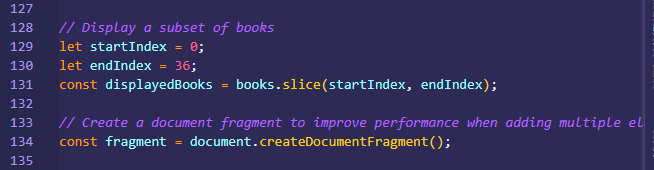 127
128 // Display a subset of books
129 let startIndex = 0;
130 let endIndex = 36;
131 const displayedBooks = books.slice(startIndex, endIndex);
132
133 // Create a document fragment to improve performance when adding multiple el
134 const fragment = document.createDocumentFragment();
135